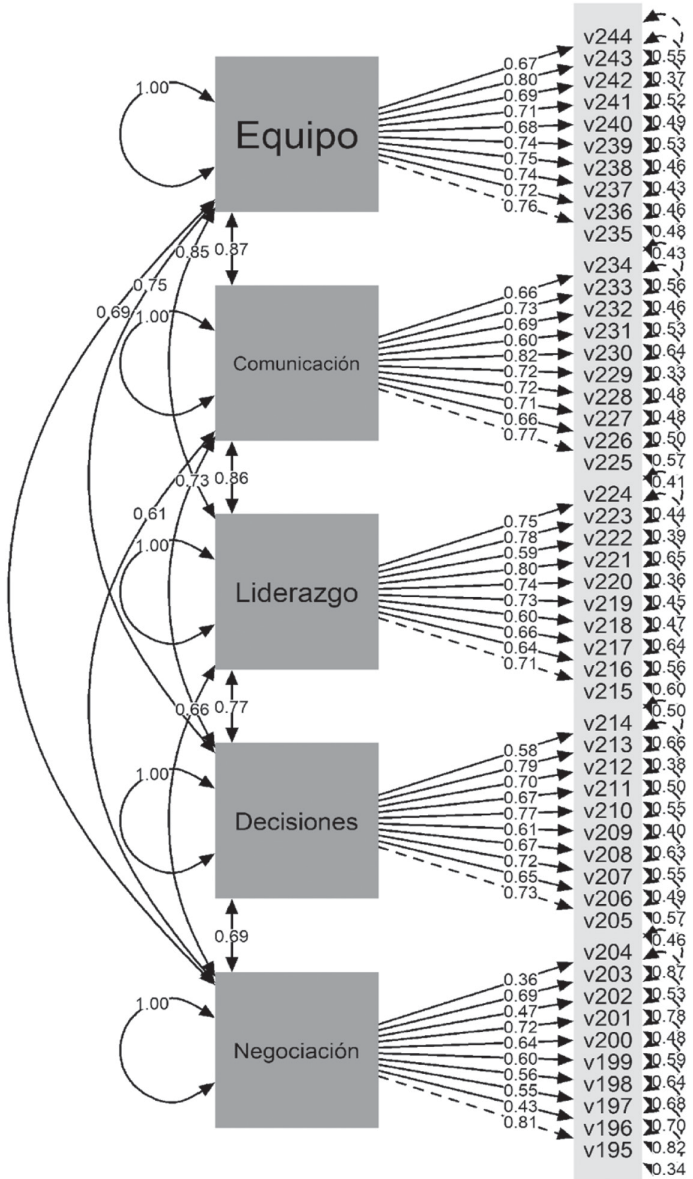 v244
0.67
v243
0.55
0.80
v242
0.37
1.00
0.69
v241
0.52
0.71
Equipo
v240
0.49
0.68
v239
0.53
0.74
v238
0.46
0.75
v237
0.43
0.74
v236
0.46
0.72
v235
0.48
0.76
0.85
0.87
0.43
v234
0.75
0.66
v233
0.56
0.69
1.00
0.73
v232
0.46
0.69
v231
0.53
0.60
Comunicación
v230
0.64
0.82
v229
0.33
0.72
v228
0.48
0.72
v227
0.48
0.71
v226
0.50
0.66
v225
0.57
0.77
0.73
0.86
0.41
v224
0.61
0.75
v223
0.44
0.78
v222
0.39
1.00
0.59
v221
0.65
0.80
v220
0.36
0.74
Liderazgo
v219
0.45
0.73
v218
0.47
0.60
v217
0.64
0.66
v216
0.56
0.64
v215
0.60
0.71
0.66
0.77
0.50
v214
0.58
v213
0.66
0.79
v212
0.38
1.00
0.70
v211
0.50
0.67
v210
0.55
0.77
Decisiones
v209
0.40
0.61
v208
0.63
0.67
v207
0.55
0.72
v206
0.49
0.65
v205
0.57
0.73
0.69
0.46
v204
0.36
v203
0.87
0.69
v202
0.53
1.00
0.47
v201
0.78
0.72
v200
0.48
0.64
Negociación
v199
0.59
0.60
v198
0.64
0.56
v197
0.68
0.55
v196
0.70
0.43
v195
0.82
0.81
0.34